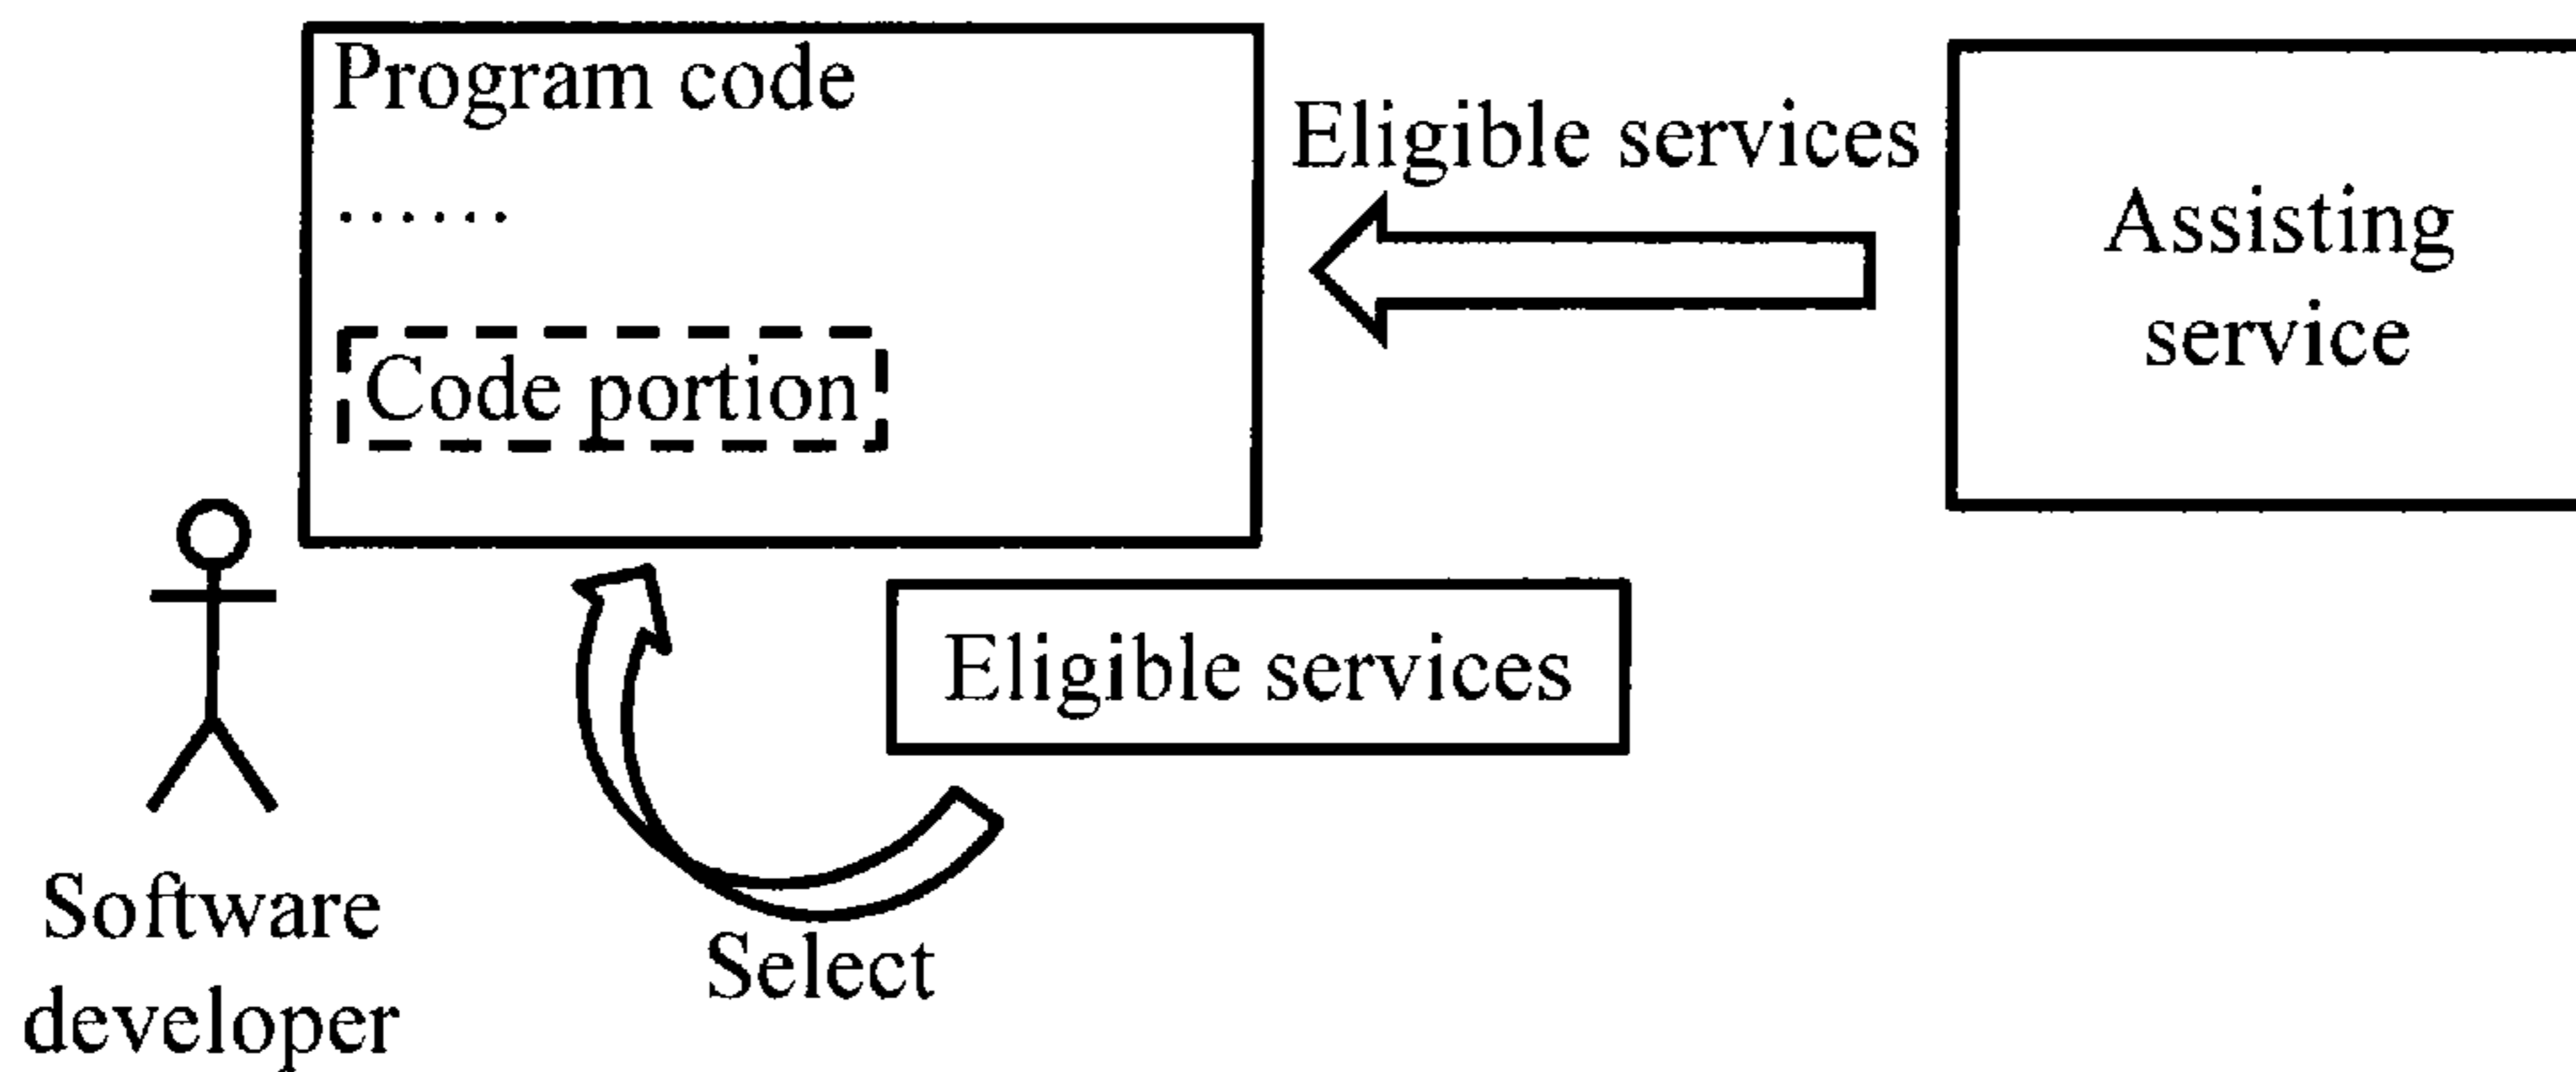 Program code
......
Code portion
Eligible services
Assisting
service
Eligible services
Select
Software
developer